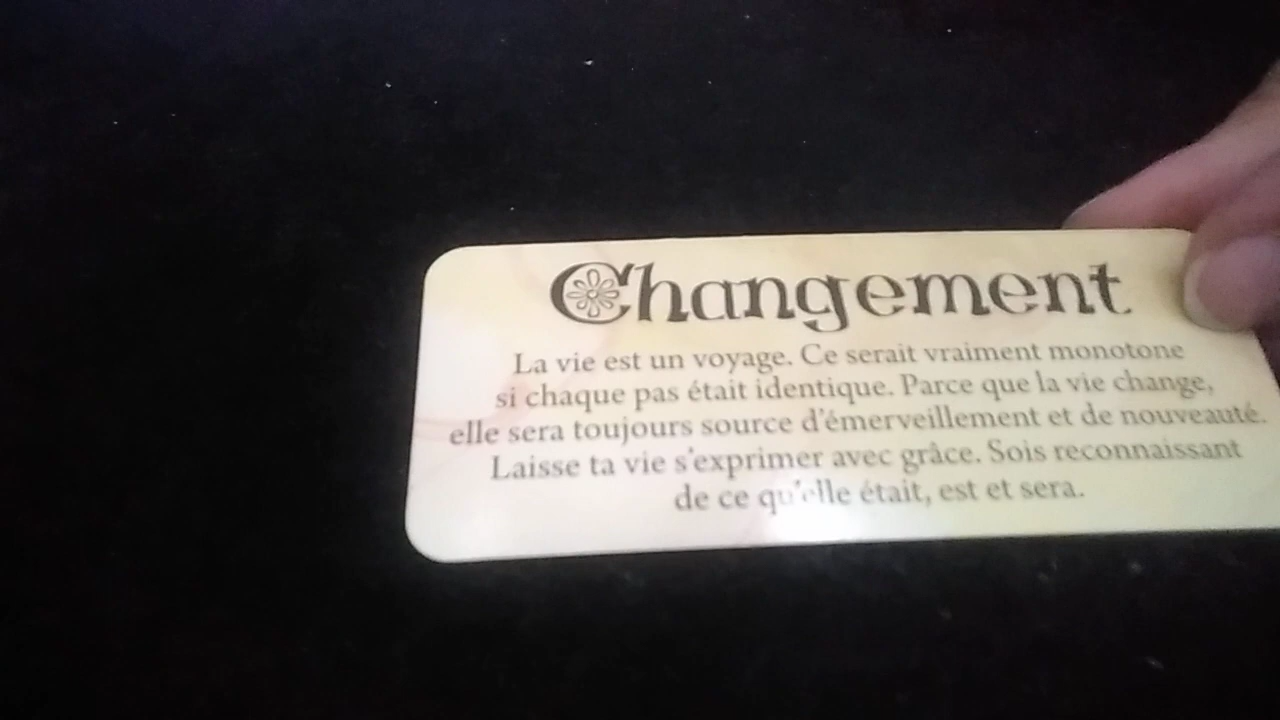 Changement
La vie est un voyage. Ce serait vraiment monotone
si chaque pas était identique. Parce que la vie change,
elle sera toujours source d'émerveillement et de nouveauté.
Laisse ta vie s'exprimer avec grâce. Sois reconnaissant
de ce qu'elle était, est et sera.